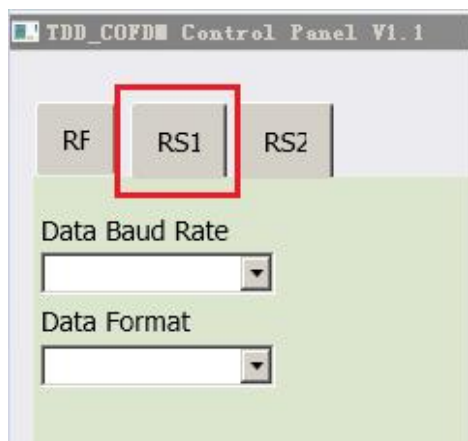 TDD_COFDM Control Panel V1.1
RF
RS1
RS2
Data Baud Rate
Data Format